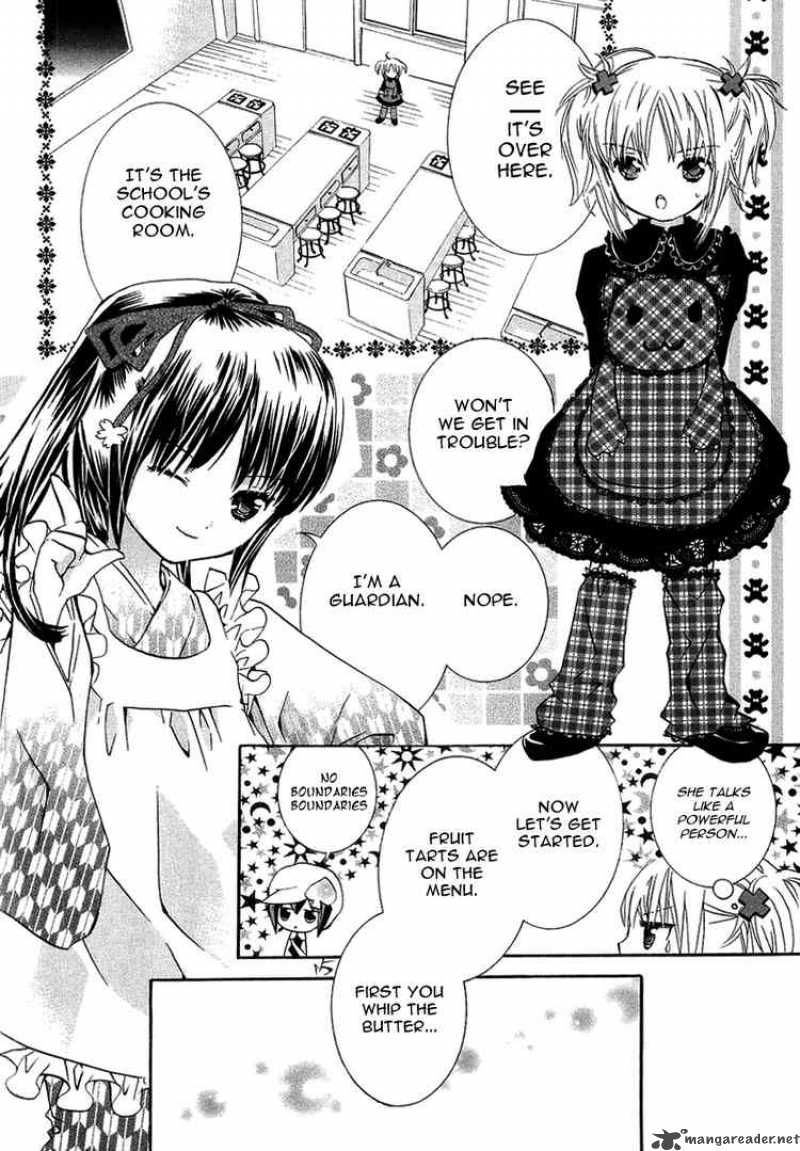 SEE
—
IT'S
OVER
HERE.
IT'S THE
SCHOOL'S
COOKING
ROOM.
WON'T
WE GET IN
TROUBLE?
NOPE.
I'M A
GUARDIAN.
SHE TALKS
LIKE A
POWERFUL
PERSON...
NOW
LET'S GET
STARTED.
FRUIT
TARTS ARE
ON THE
MENU.
NO
BOUNDARIES
BOUNDARIES
FIRST YOU
WHIP THE
BUTTER...
mangareader.net